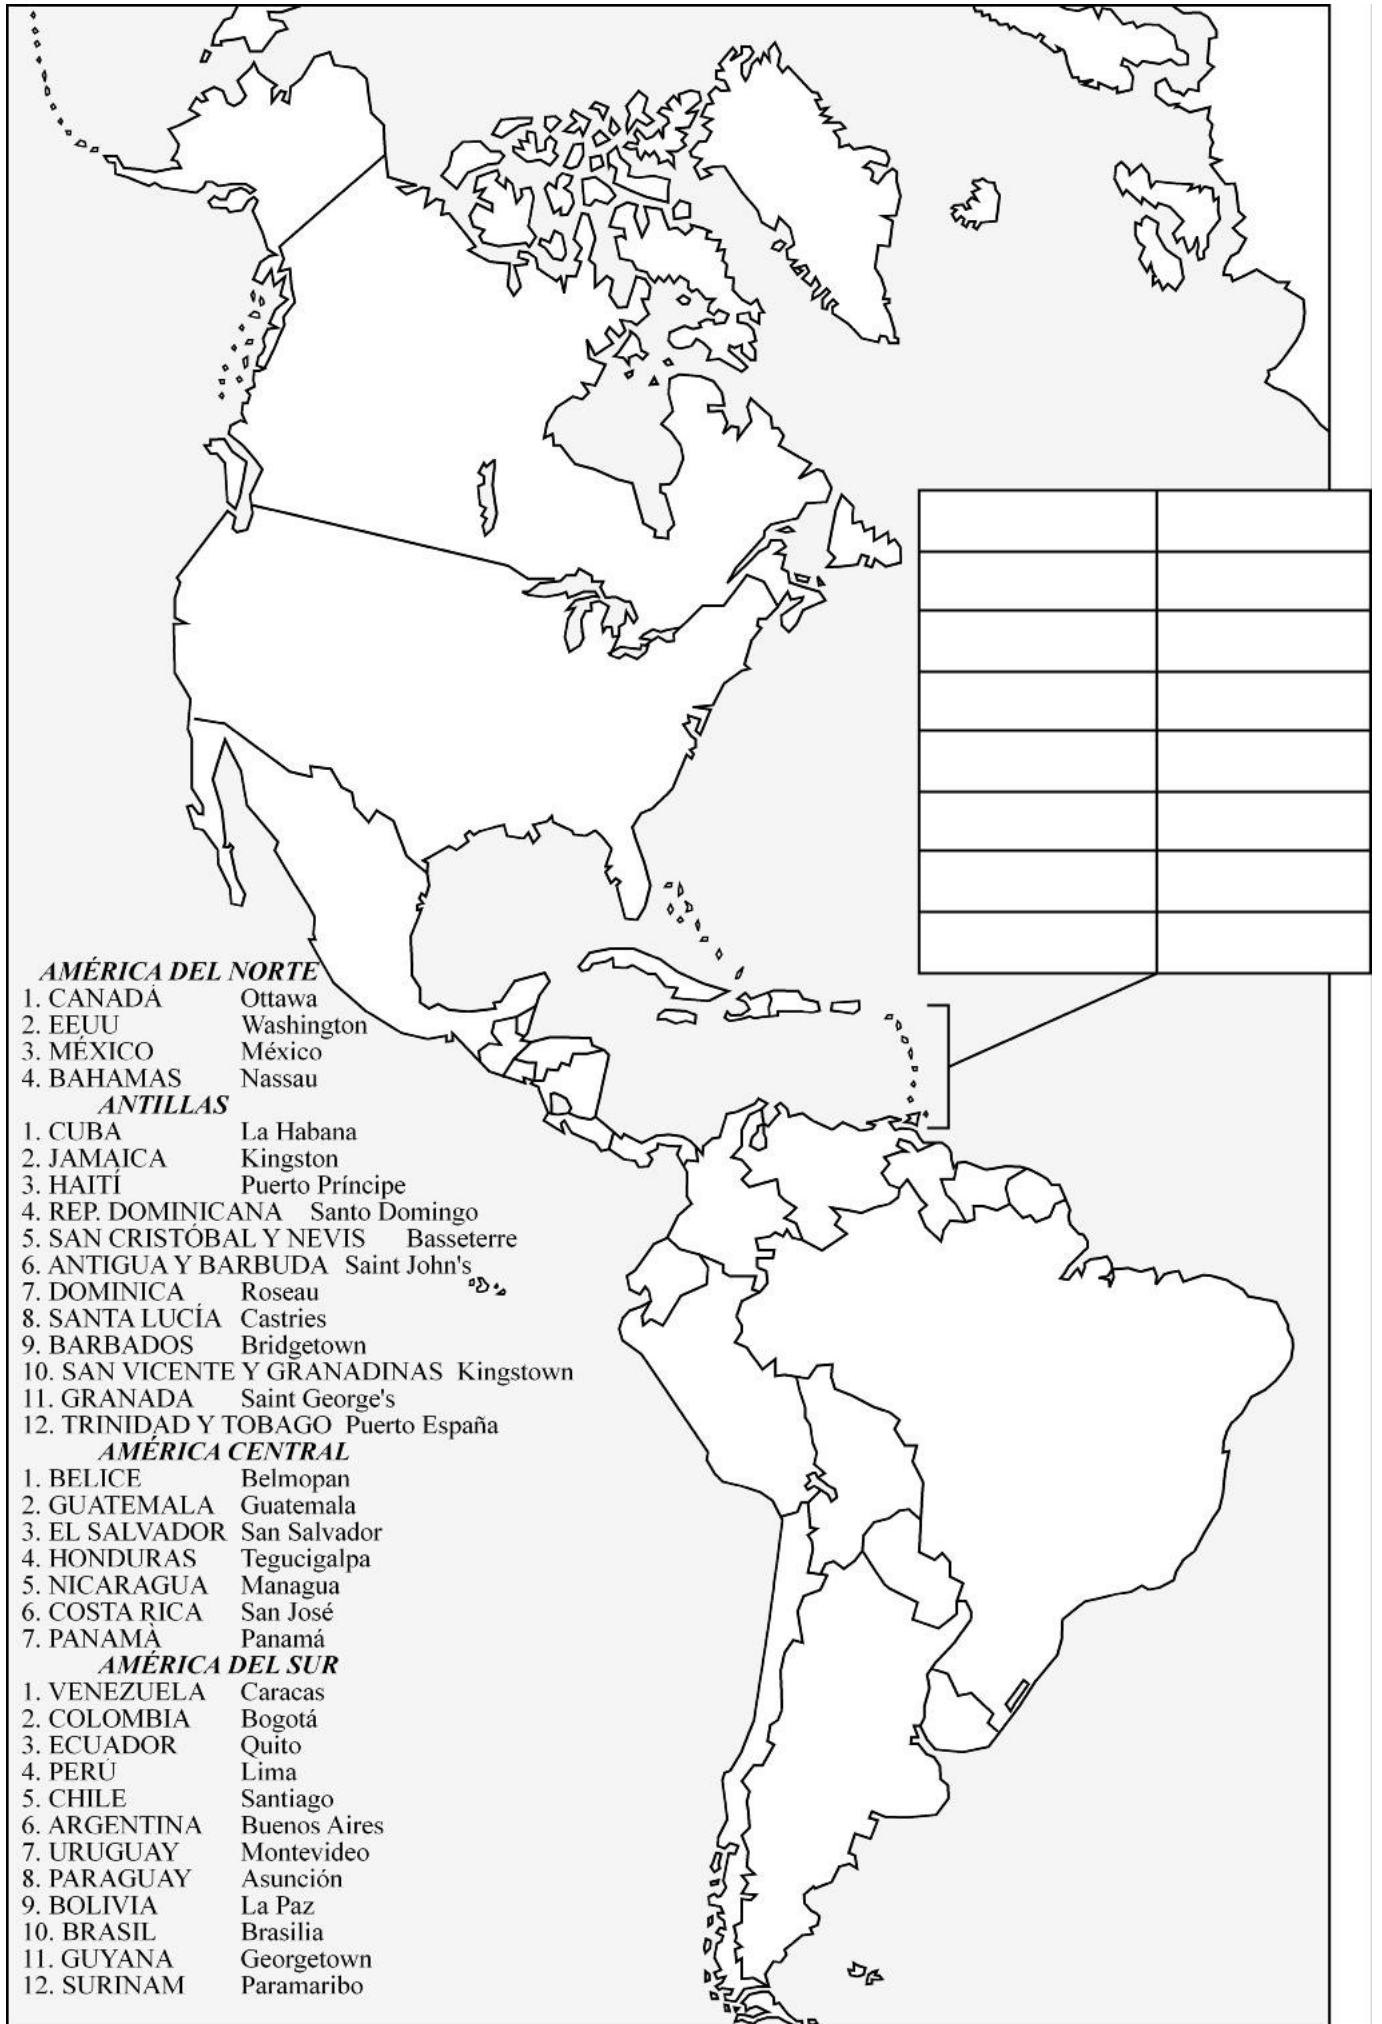 AMÉRICA DEL NORTE
1. CANADÁ Ottawa
2. EEUU Washington
3. MÉXICO México
4. BAHAMAS Nassau
ANTILLAS
1. CUBA La Habana
2. JAMAICA Kingston
3. HAITÍ Puerto Príncipe
4. REP. DOMINICANA Santo Domingo
5. SAN CRISTÓBAL Y NEVIS Basseterre
6. ANTIGUA Y BARBUDA Saint John's
7. DOMINICA Roseau
8. SANTA LUCÍA Castries
9. BARBADOS Bridgetown
10. SAN VICENTE Y GRANADINAS Kingstown
11. GRANADA Saint George's
12. TRINIDAD Y TOBAGO Puerto España
AMÉRICA CENTRAL
1. BELICE Belmopan
2. GUATEMALA Guatemala
3. EL SALVADOR San Salvador
4. HONDURAS Tegucigalpa
5. NICARAGUA Managua
6. COSTA RICA San José
7. PANAMÀ Panamá
AMÉRICA DEL SUR
1. VENEZUELA Caracas
2. COLOMBIA Bogotá
3. ECUADOR Quito
4. PERÚ Lima
5. CHILE Santiago
6. ARGENTINA Buenos Aires
7. URUGUAY Montevideo
8. PARAGUAY Asunción
9. BOLIVIA La Paz
10. BRASIL Brasilia
11. GUYANA Georgetown
12. SURINAM Paramaribo